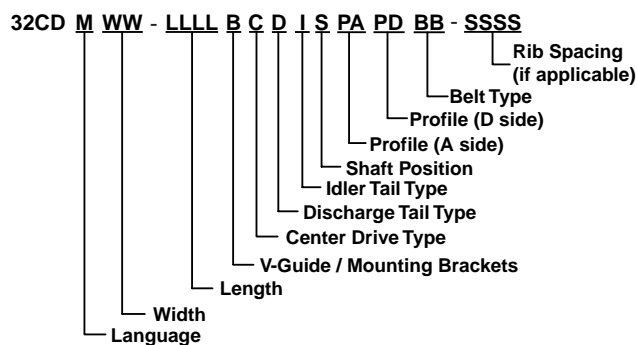 32CD M WW - LLLL B C D I S PA PD BB - SSSS
Rib Spacing
(if applicable)
Belt Type
Profile (D side)
Profile (A side)
Shaft Position
Idler Tail Type
Discharge Tail Type
Center Drive Type
V-Guide / Mounting Brackets
Length
Width
Language